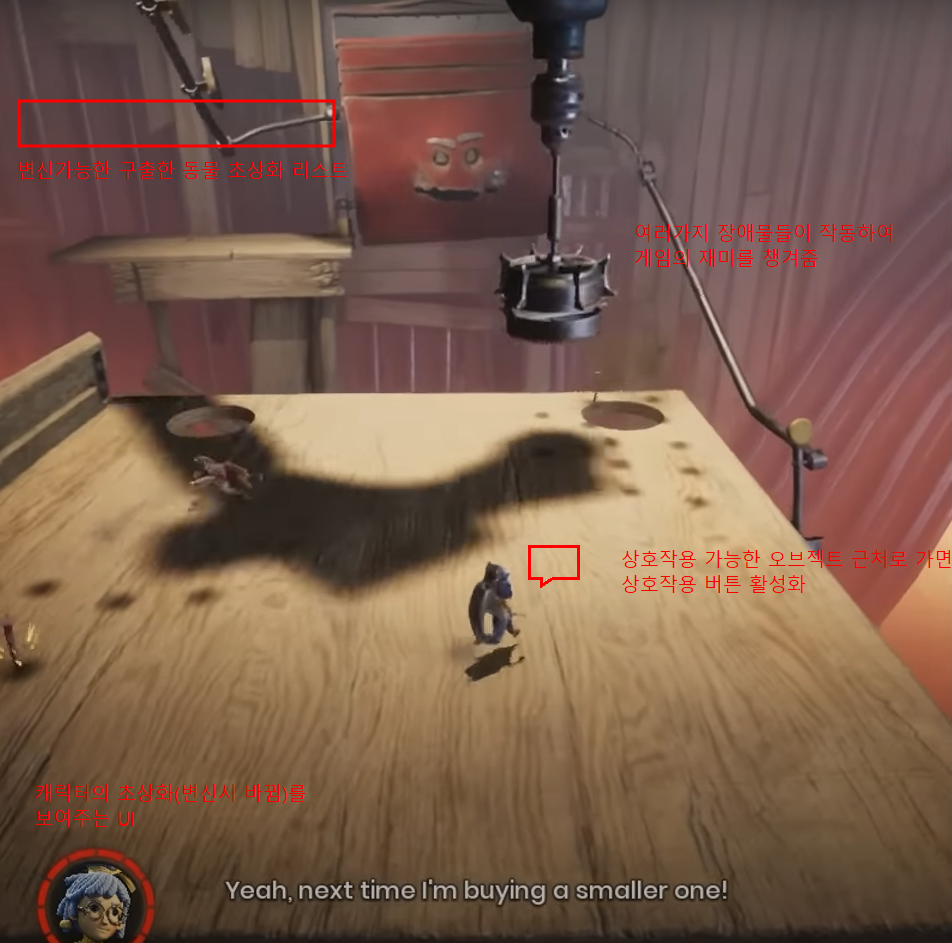 변신가능한 구출한 동물 초상화 리스트
여러가지 장애물들이 작동하여
게임의 재미를 챙겨줌
상호작용 가능한 오브젝트 근처로 가면
상호작용 버튼 활성화
캐릭터의 초상화(변신시 바뀜)를
보여주는 UI
Yeah, next time I'm buying a smaller one!